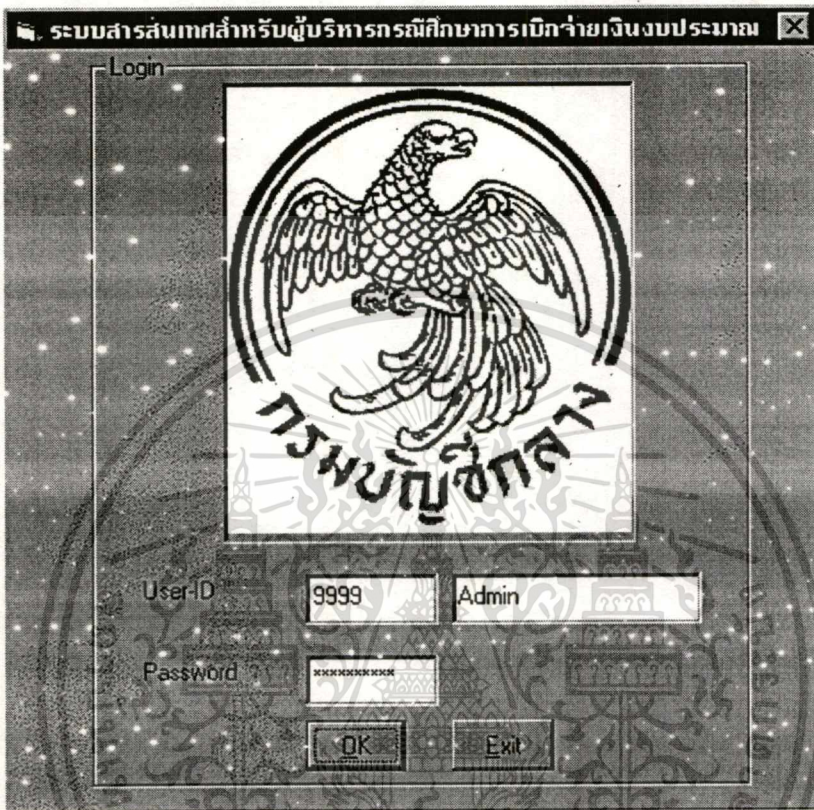 ระบบสารสนเทศสำหรับผู้บริหารกรณีศึกษาการเบิกจ่ายเงินงบประมาณ
Login
กรมบัญชีกลาง
User-ID 9999 Admin
Password **********
OK Exit